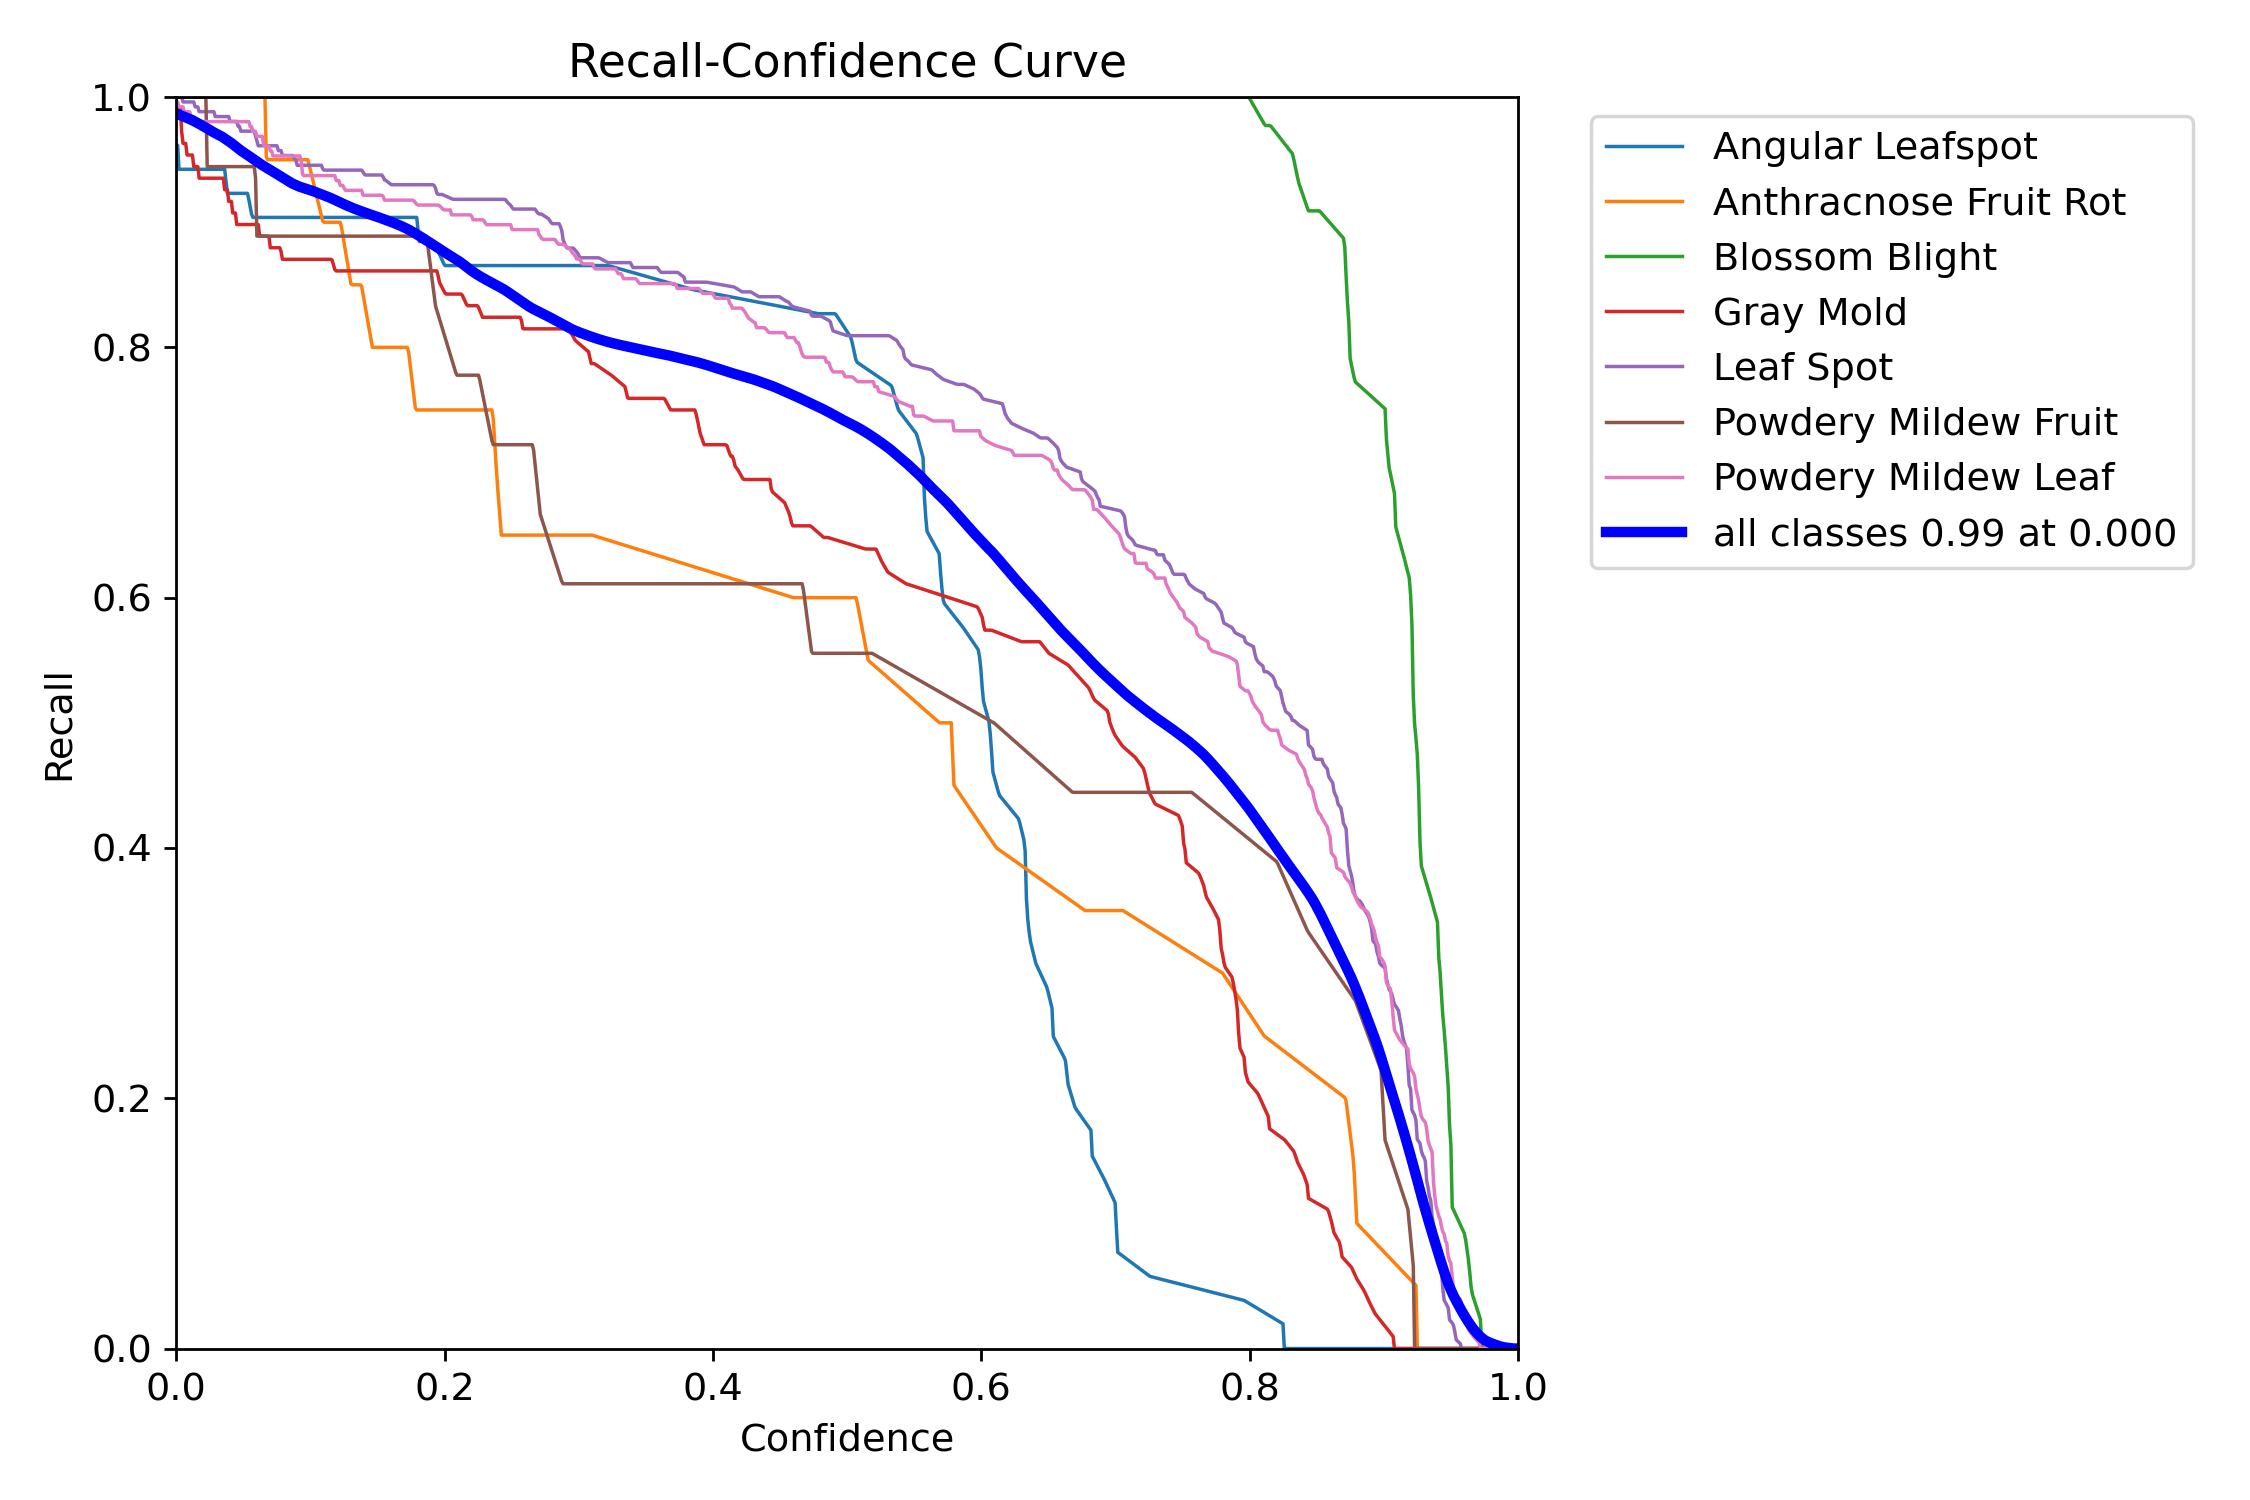 Recall-Confidence Curve
1.0
0.8
0.6
0.4
0.2
0.0
Recall
0.0 0.2 0.4 0.6 0.8 1.0
Confidence
Angular Leafspot
Anthracnose Fruit Rot
Blossom Blight
Gray Mold
Leaf Spot
Powdery Mildew Fruit
Powdery Mildew Leaf
all classes 0.99 at 0.000